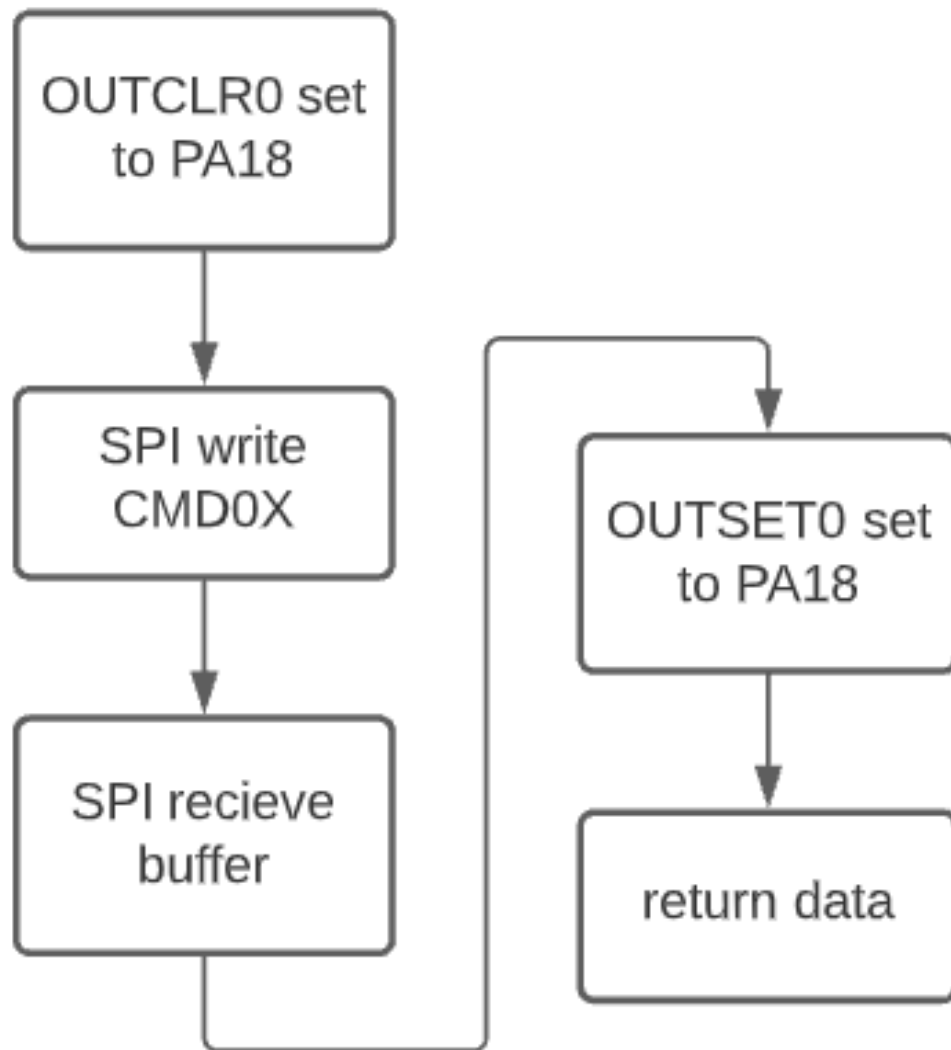 OUTCLR0 set
to PA18
SPI write
CMD0X
SPI recieve
buffer
OUTSET0 set
to PA18
return data